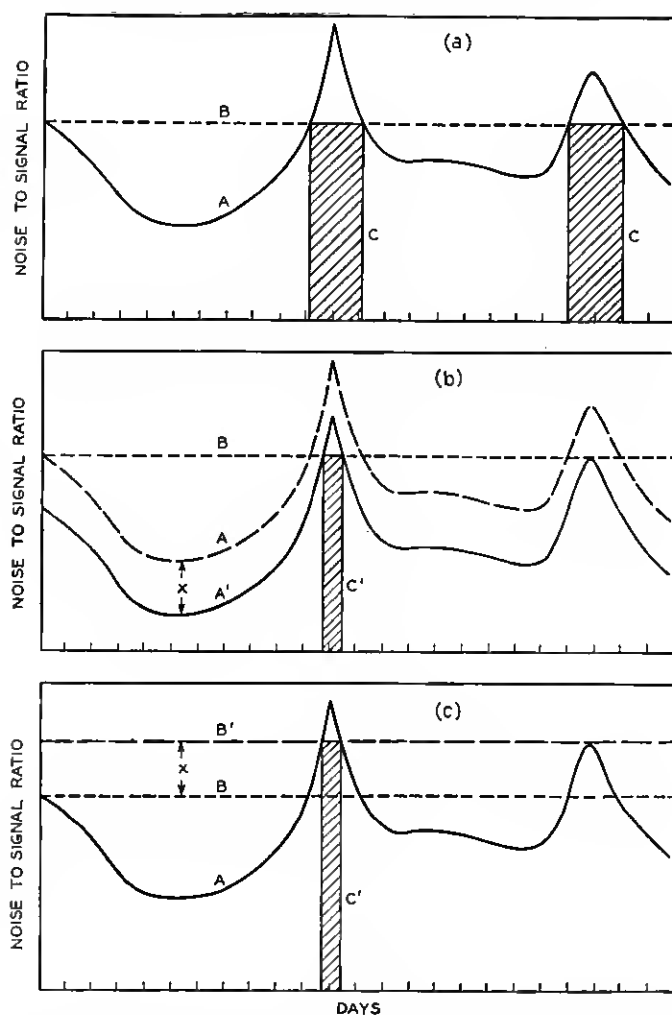 NOISE TO SIGNAL RATIO
(a)
B
A
C
C
NOISE TO SIGNAL RATIO
(b)
B
A
X
A'
C'
NOISE TO SIGNAL RATIO
(c)
B'
X
B
A
C'
DAYS